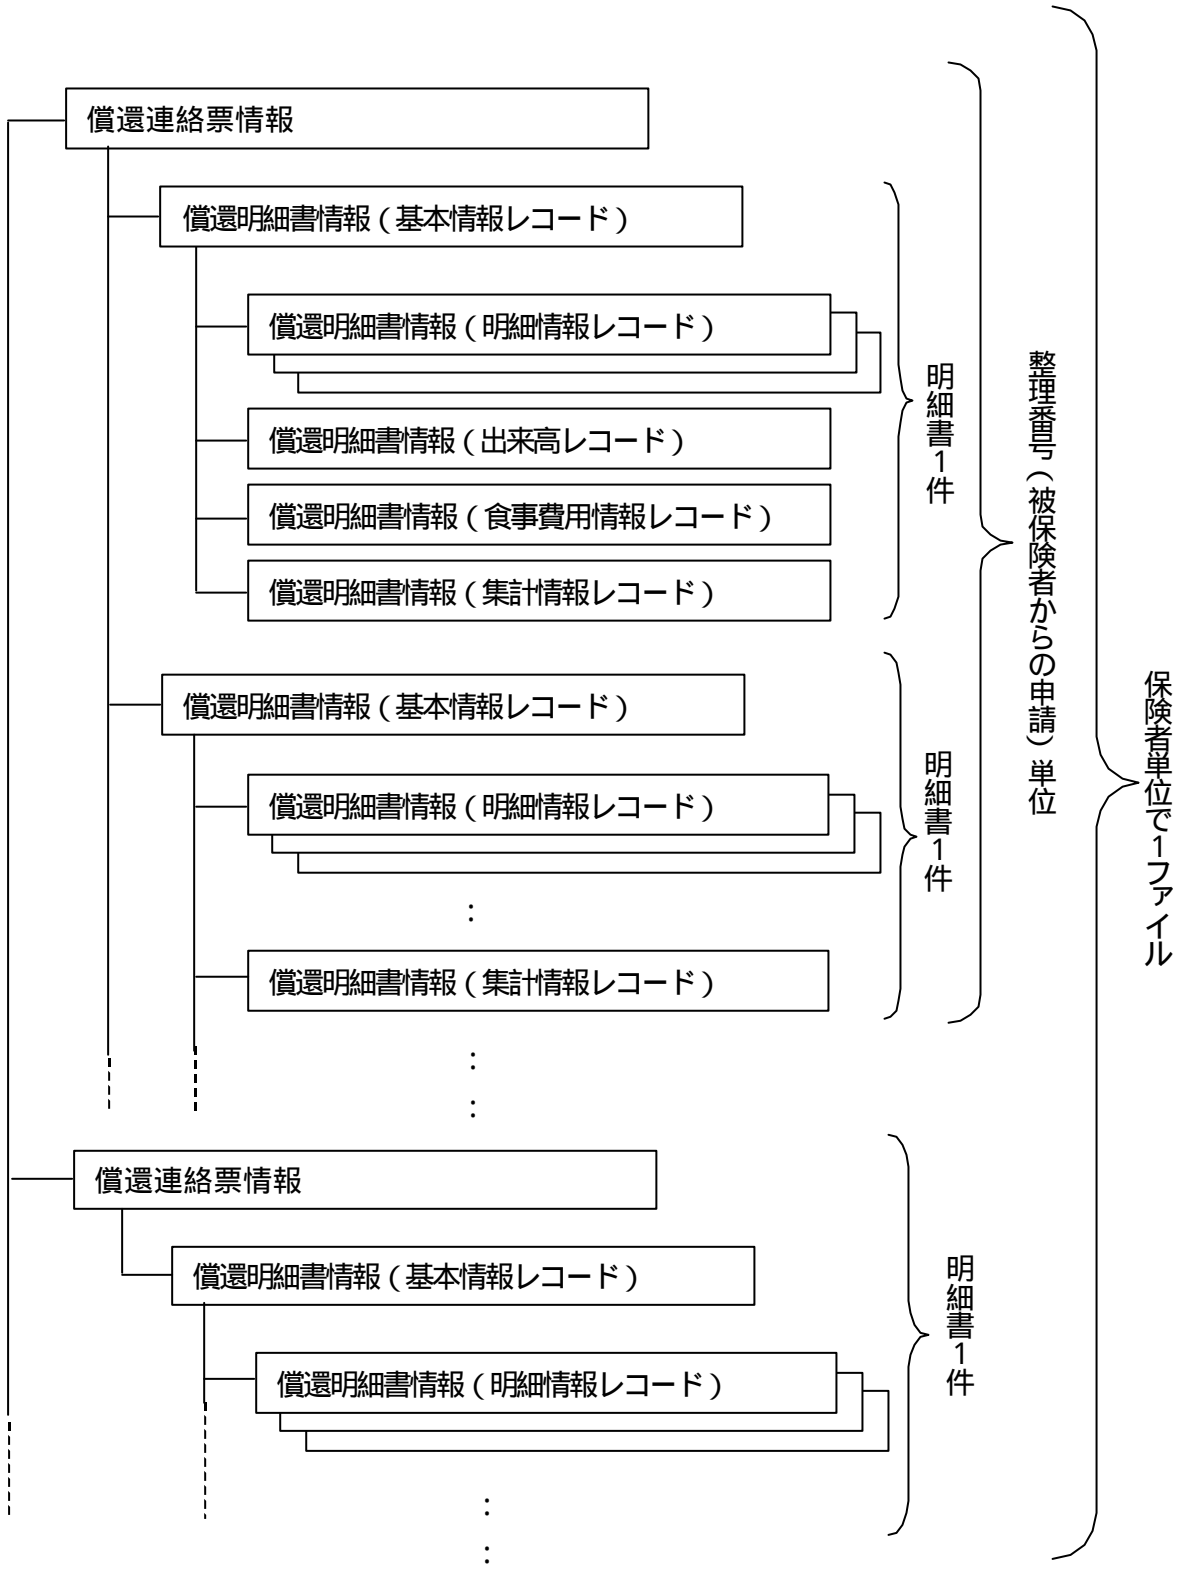 償還連絡票情報
償還明細書情報(基本情報レコード)
償還明細書情報(明細情報レコード)
償還明細書情報(出来高レコード)
償還明細書情報(食事費用情報レコード)
償還明細書情報(集計情報レコード)
明細書1件
償還明細書情報(基本情報レコード)
償還明細書情報(明細情報レコード)
:
償還明細書情報(集計情報レコード)
明細書1件
:
:
整理番号(被保険者からの申請)単位
償還連絡票情報
償還明細書情報(基本情報レコード)
償還明細書情報(明細情報レコード)
:
:
明細書1件
保険者単位で1ファイル